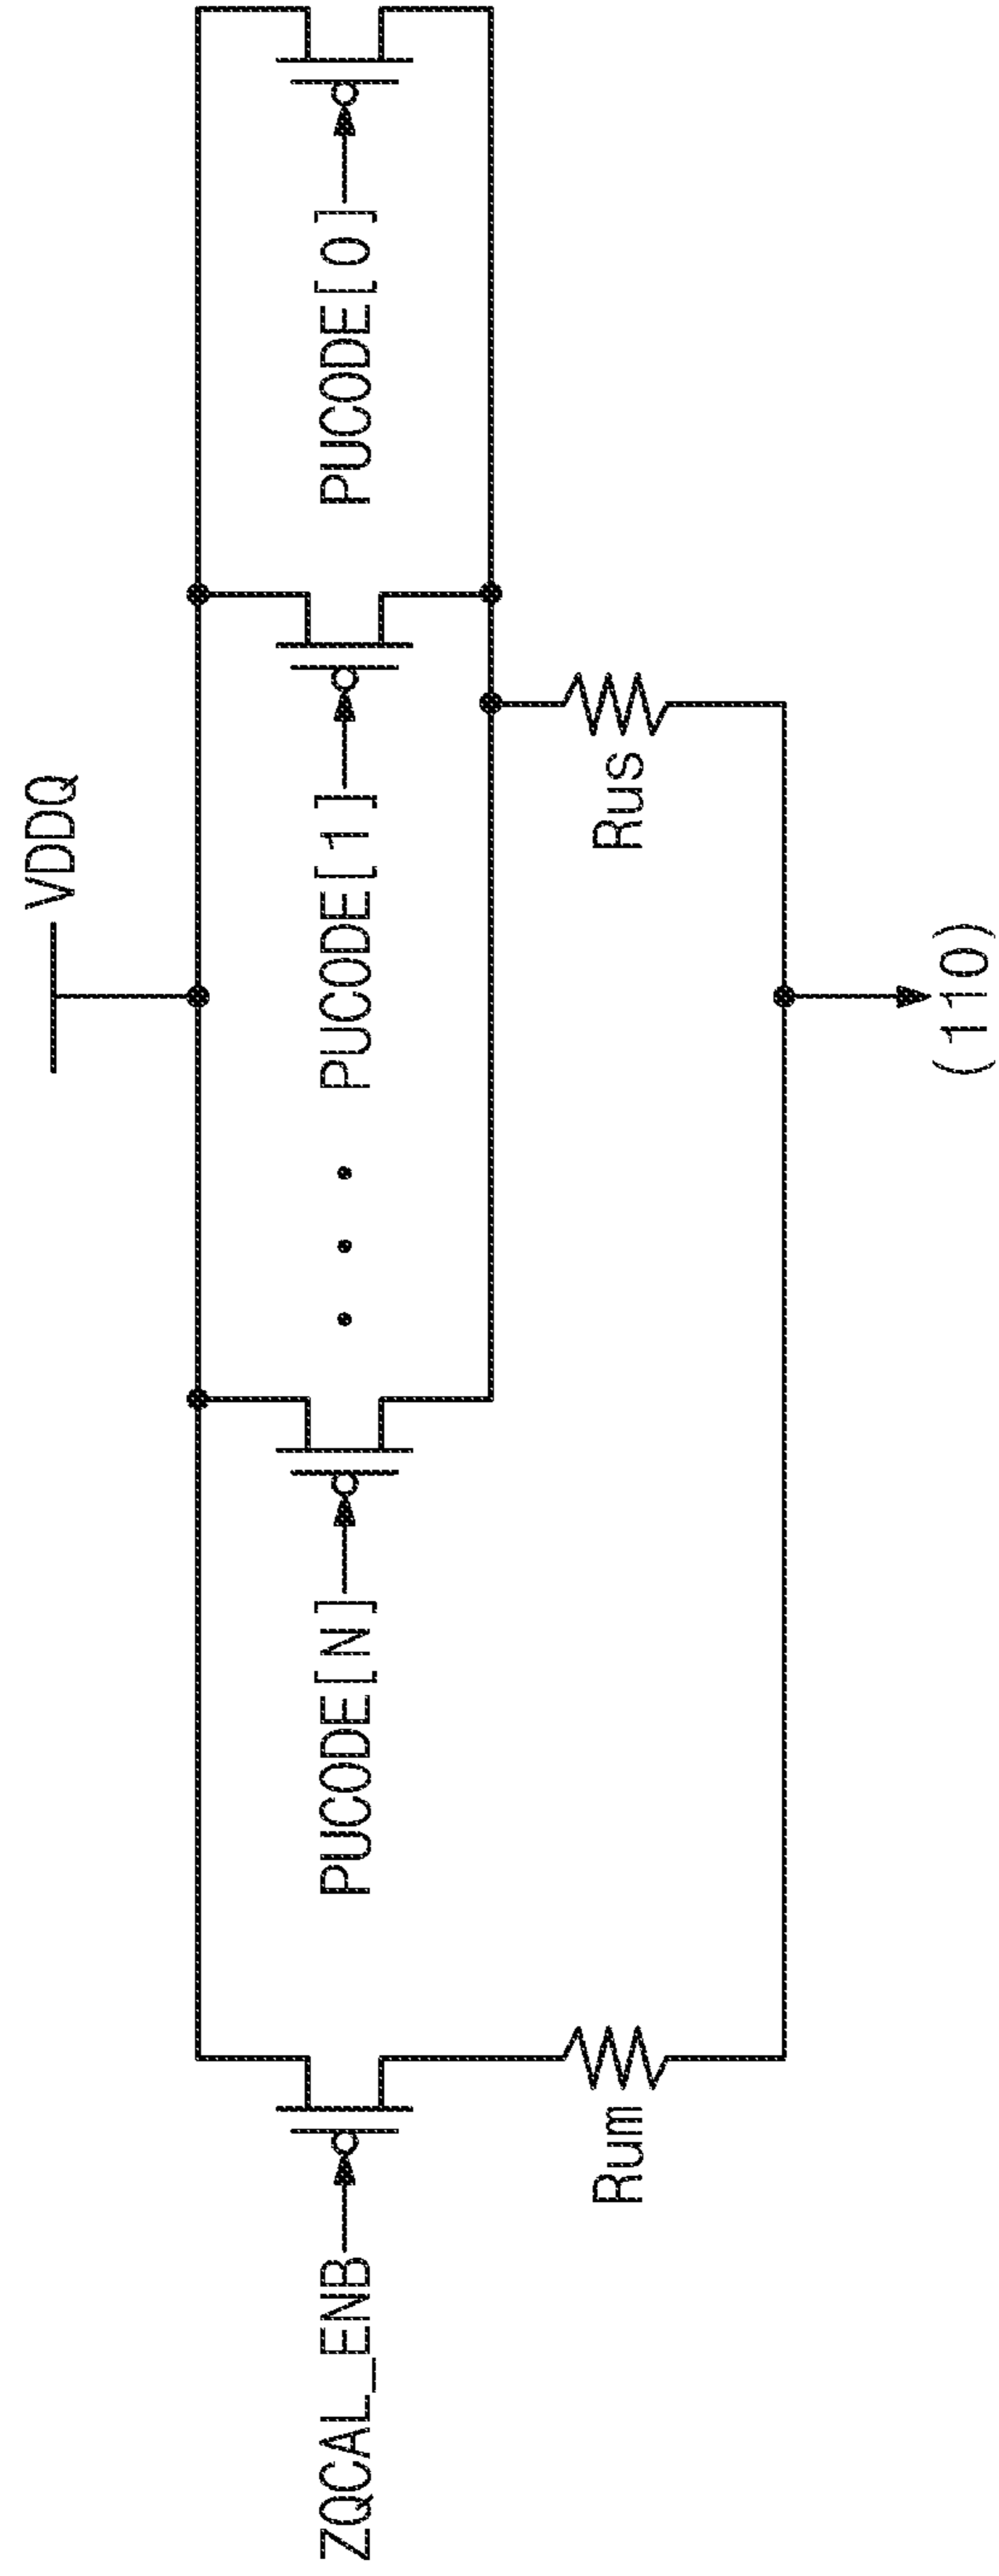 VDDQ
ZQCAL_ENB
PUCODE[N]
PUCODE[1]
PUCODE[0]
Rum
Rus
(110)